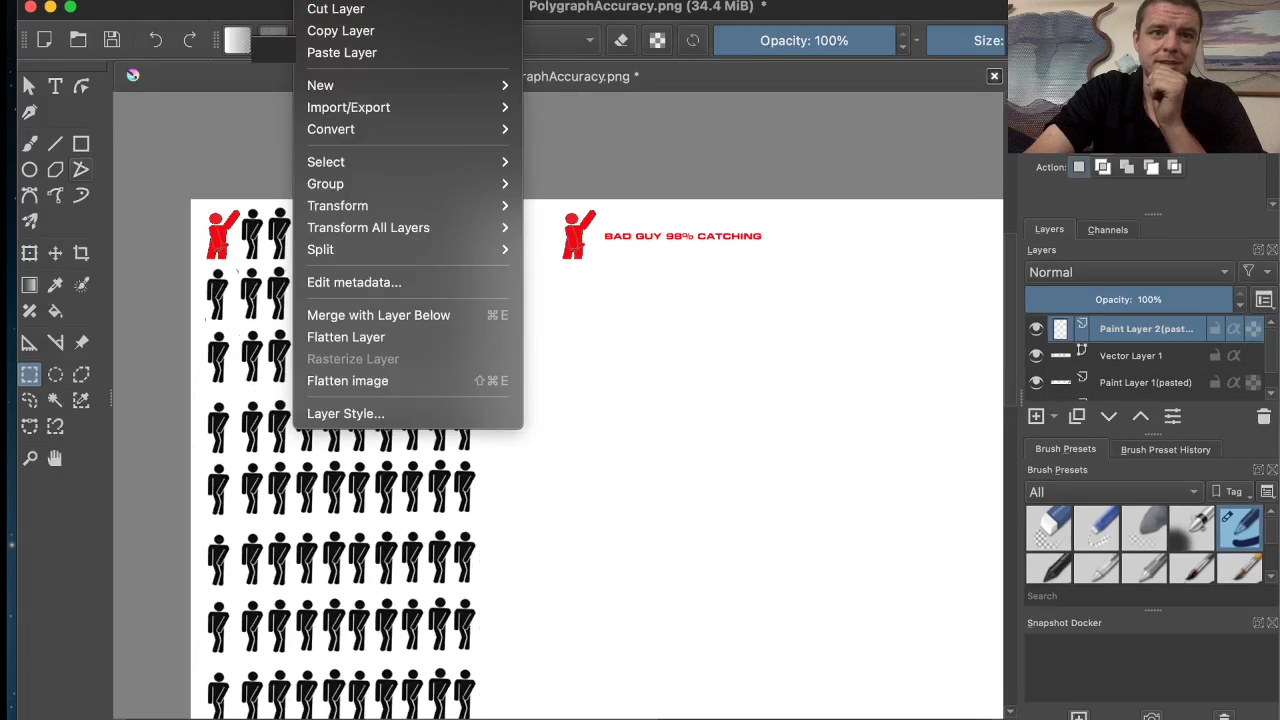 Cut Layer
PolygraphAccuracy.png (34.4 MiB) *
Copy Layer
Opacity: 100%
Size:
Paste Layer
raphAccuracy.png *
New
Import/Export
Convert
Select
Action:
Group
Transform
Transform All Layers
Layers
Channels
BAD GUY 98% CATCHING
Split
Layers
Normal
Edit metadata...
Opacity: 100%
Merge with Layer Below ⌘E
Paint Layer 2(past...
Flatten Layer
Vector Layer 1
Rasterize Layer
Flatten image ⇧⌘E
Paint Layer 1(pasted)
Layer Style...
Brush Presets
Brush Preset History
Brush Presets
All
Tag
Search
Snapshot Docker